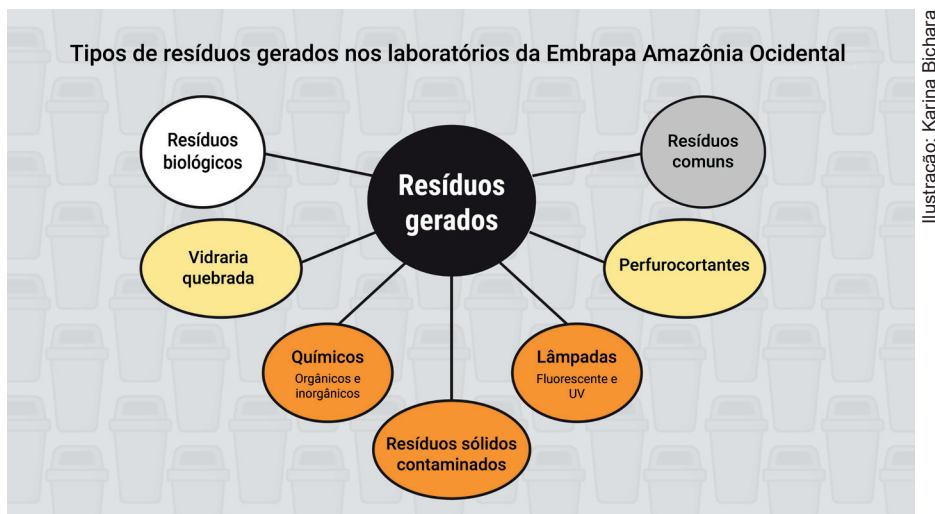 Tipos de resíduos gerados nos laboratórios da Embrapa Amazônia Ocidental
Resíduos
biológicos
Resíduos
comuns
Resíduos
gerados
Vidraria
quebrada
Perfurocortantes
Químicos
Orgânicos e
inorgânicos
Lâmpadas
Fluorescente e
UV
Resíduos sólidos
contaminados
Ilustração: Karina Bichara